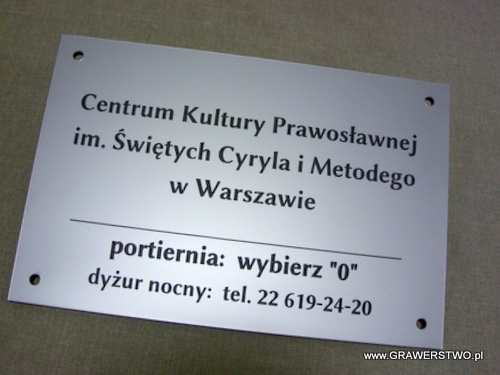 Centrum Kultury Prawosławnej
im. Świętych Cyryla i Metodego
w Warszawie
portiernia: wybierz "0"
dyżur nocny: tel. 22 619-24-20
www.GRAWERSTWO.pl